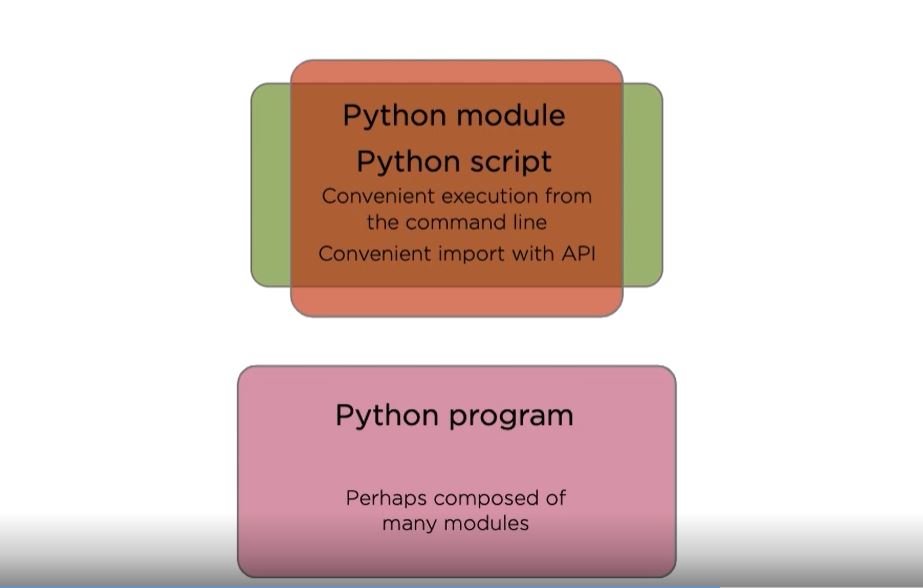 Python module
Python script
Convenient execution from
the command line
Convenient import with API
Python program
Perhaps composed of
many modules